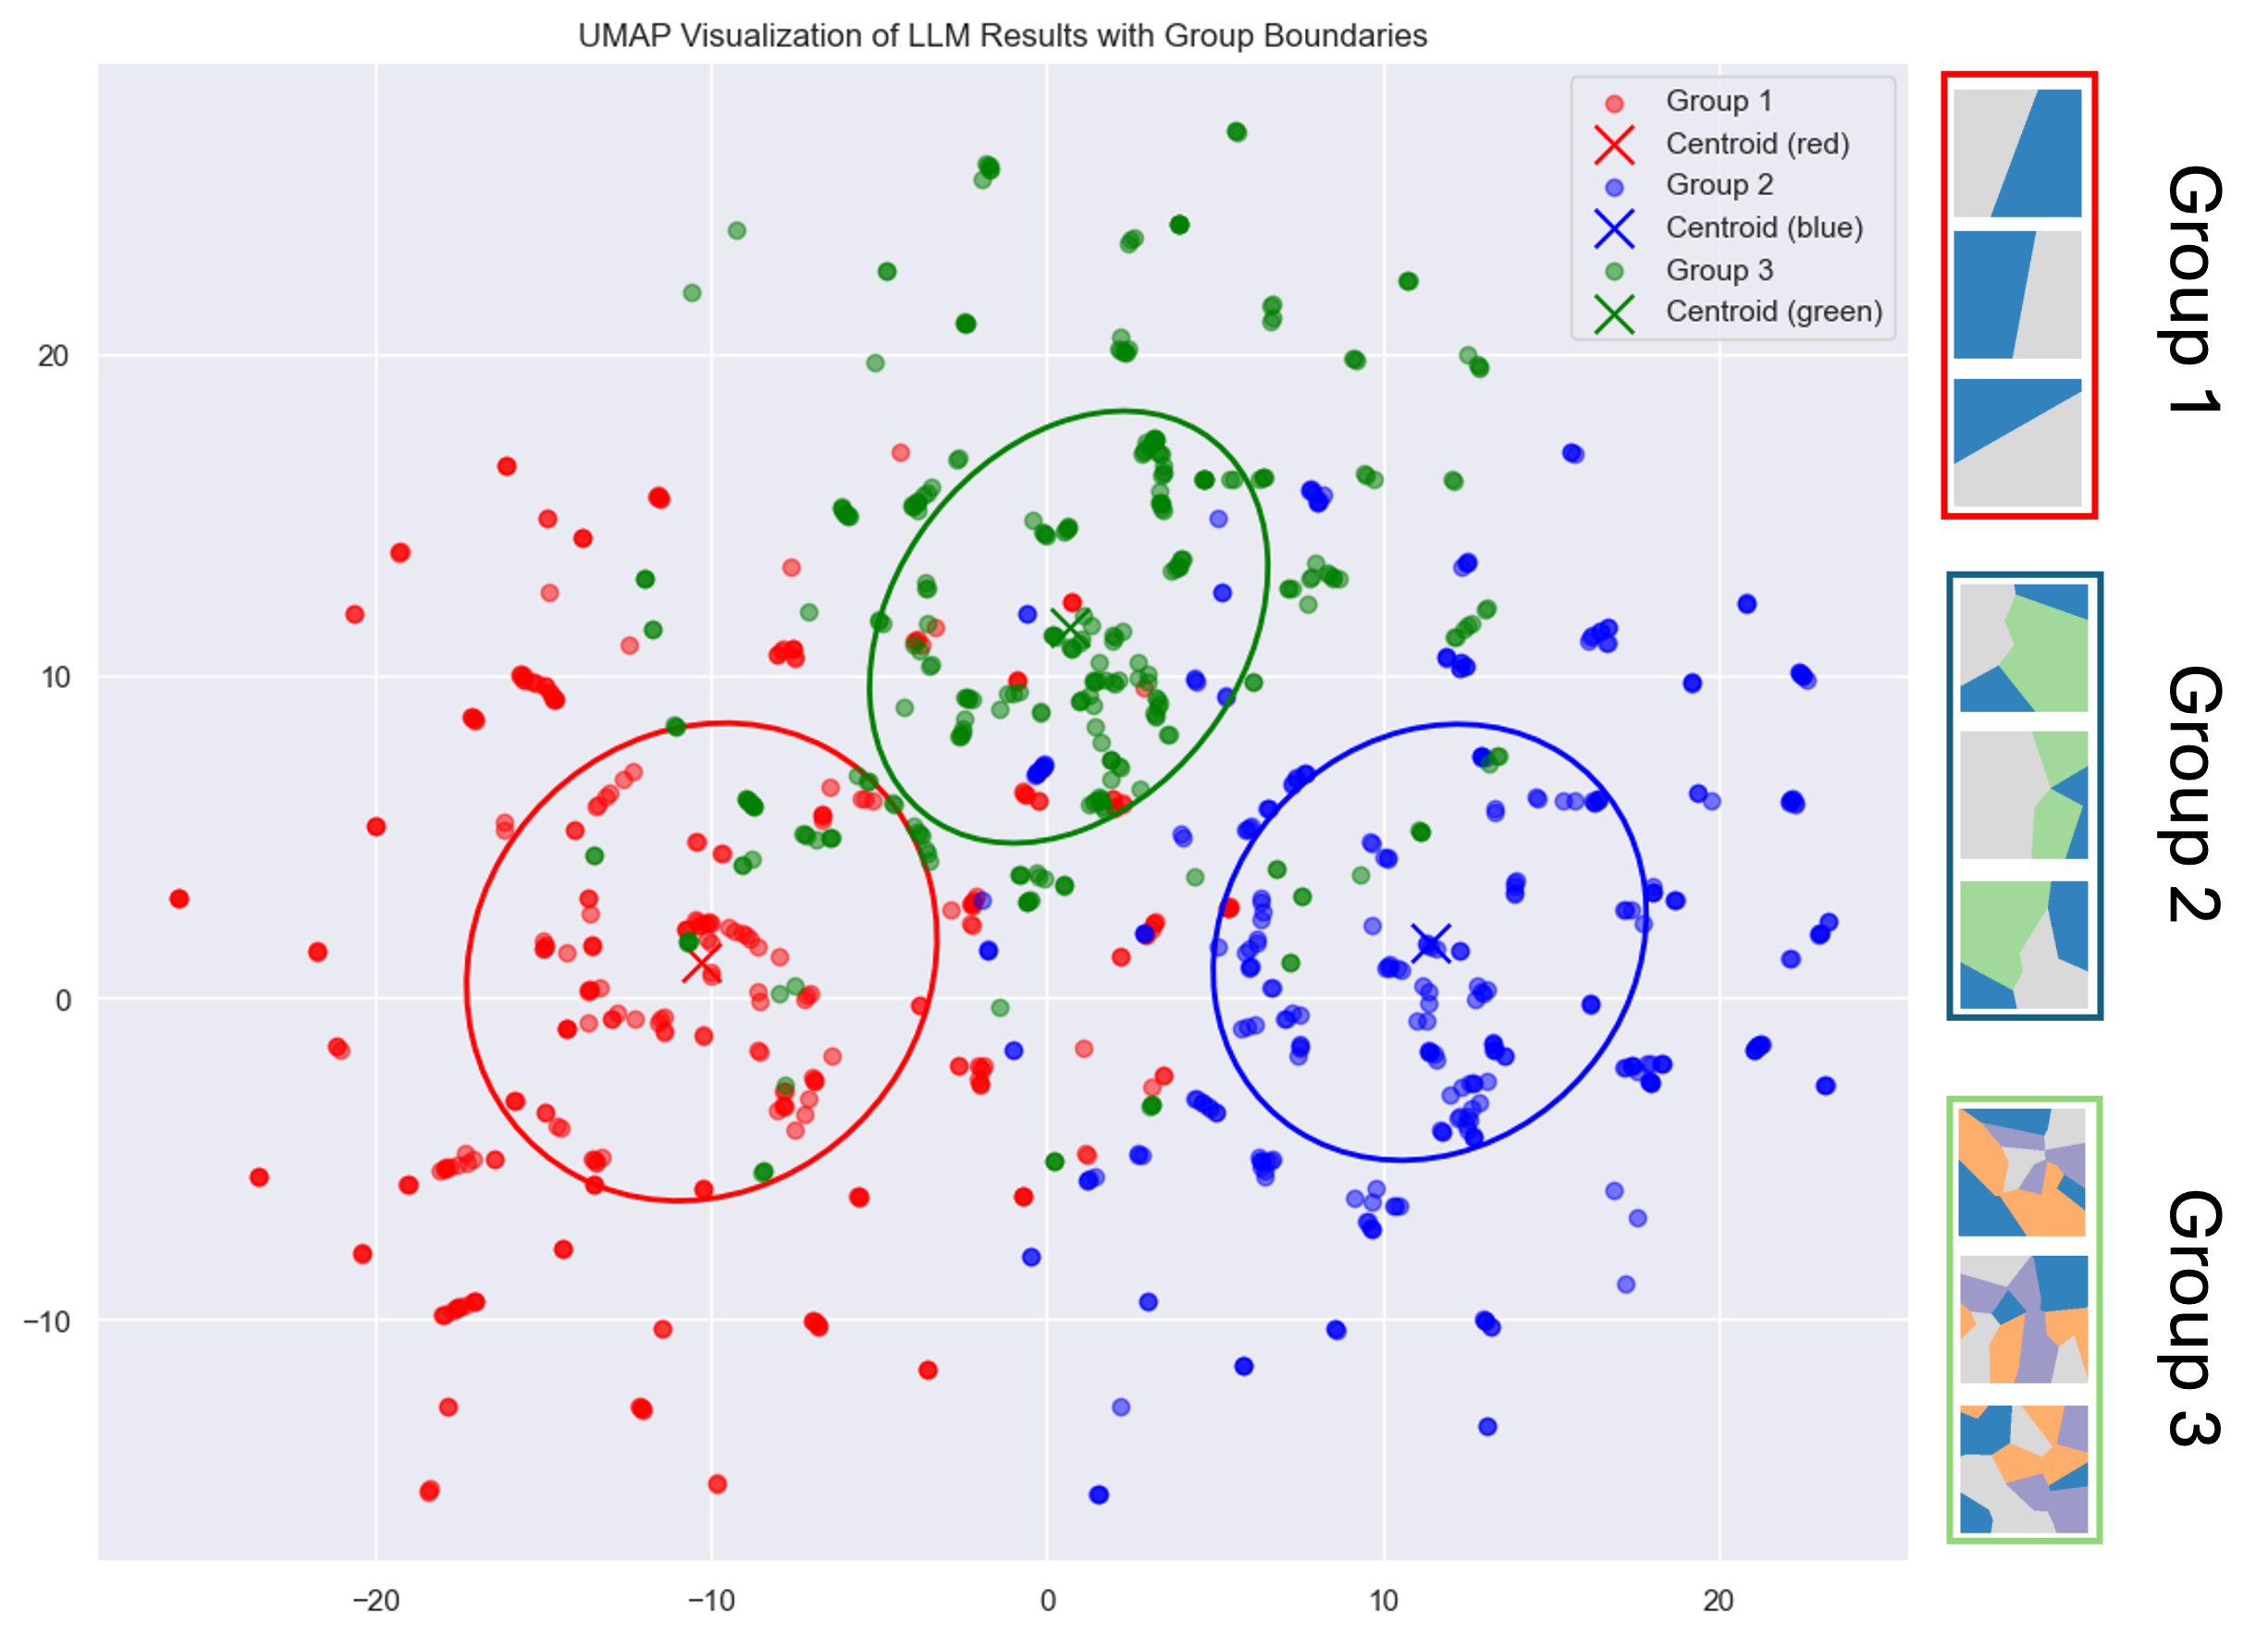 UMAP Visualization of LLM Results with Group Boundaries
Group 1
Centroid (red)
Group 2
Centroid (blue)
Group 3
Centroid (green)
20
10
0
−10
−20
−10
0
10
20
Group 1
Group 2
Group 3